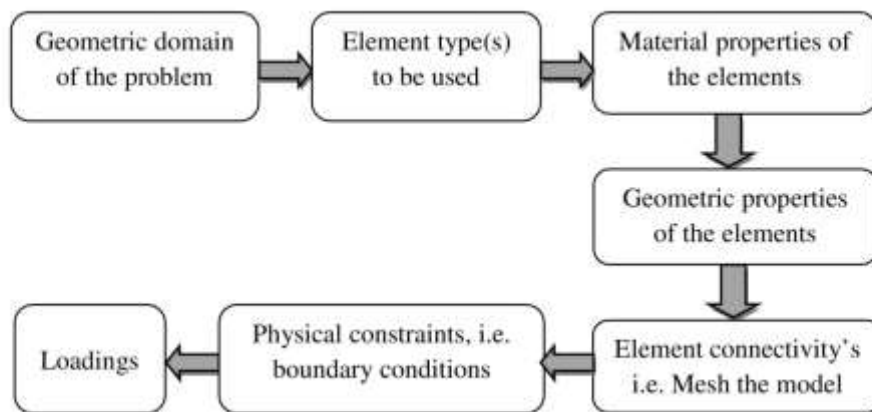 Geometric domain
of the problem
Element type(s)
to be used
Material properties of
the elements
Geometric properties
of the elements
Element connectivity's
i.e. Mesh the model
Physical constraints, i.e.
boundary conditions
Loadings